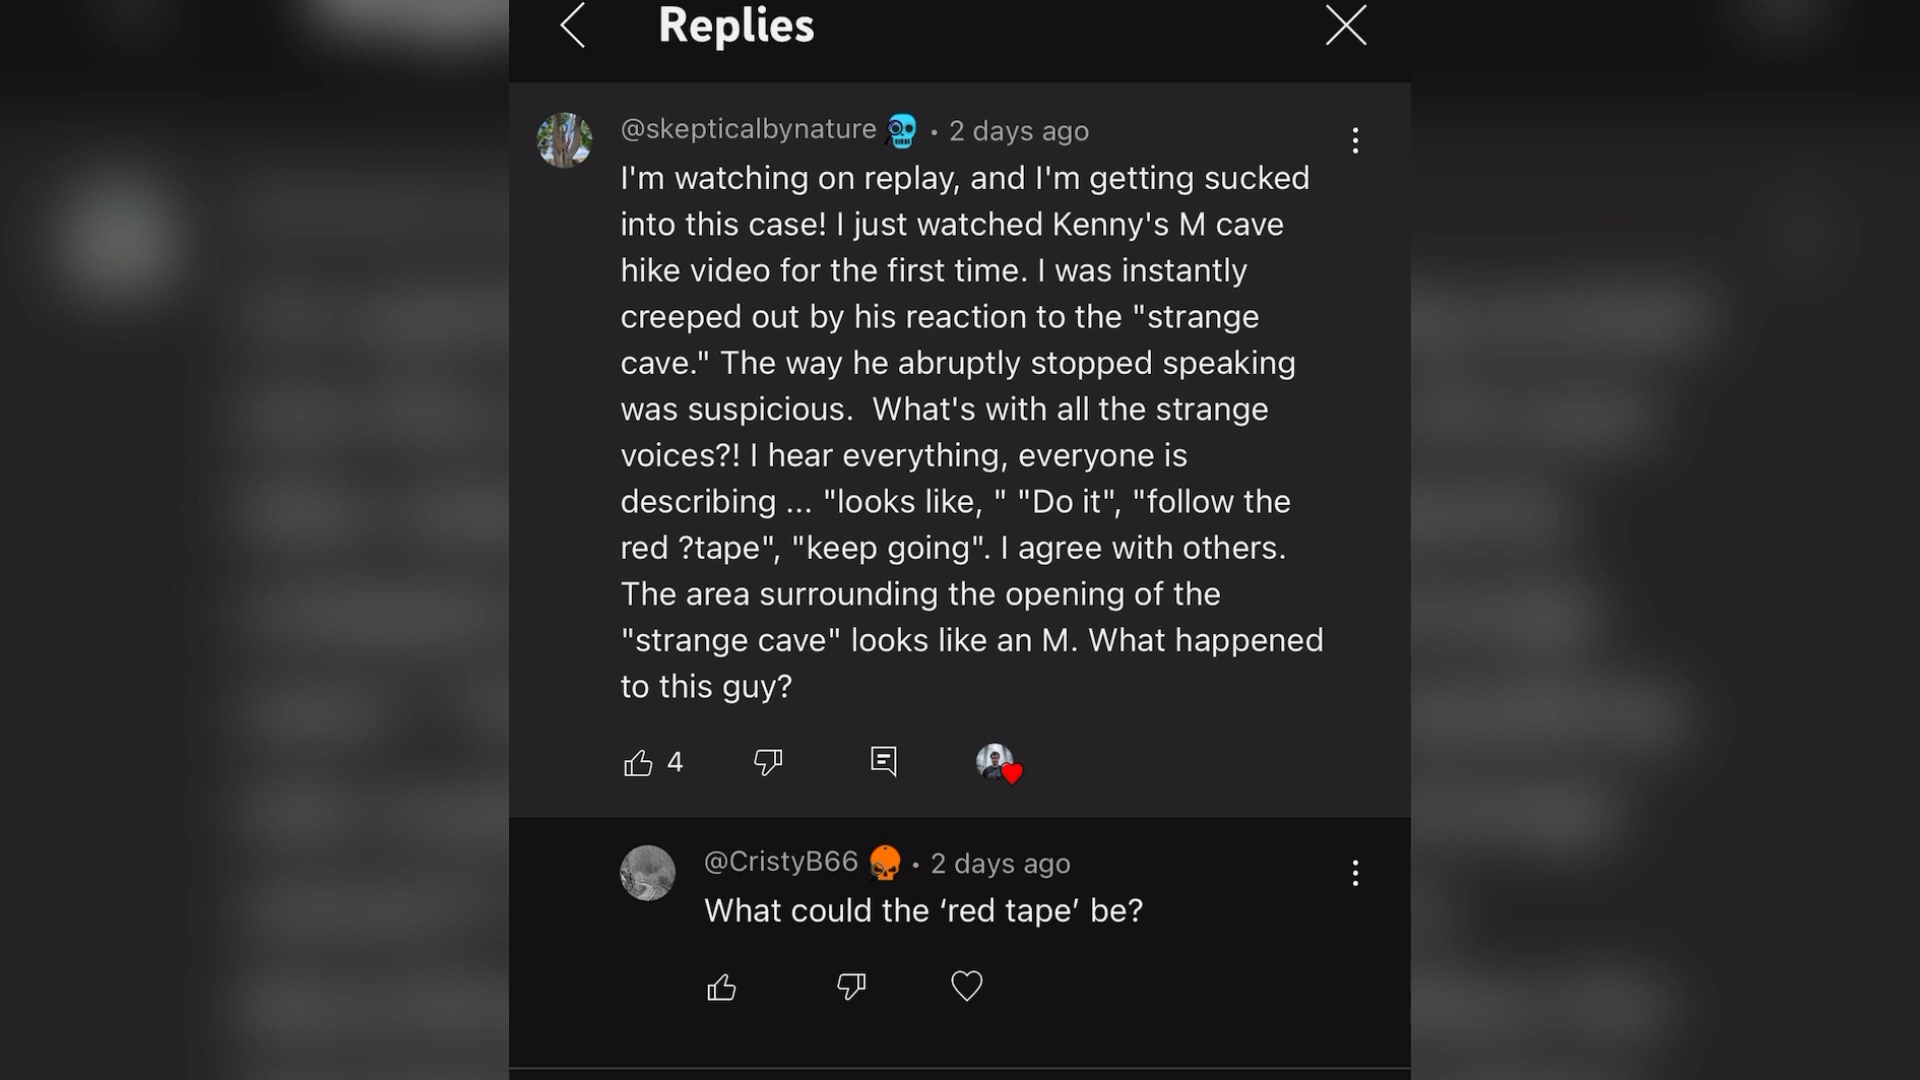 Replies
@skepticalbynature • 2 days ago
I'm watching on replay, and I'm getting sucked
into this case! I just watched Kenny's M cave
hike video for the first time. I was instantly
creeped out by his reaction to the "strange
cave." The way he abruptly stopped speaking
was suspicious.  What's with all the strange
voices?! I hear everything, everyone is
describing ... "looks like, " "Do it", "follow the
red ?tape", "keep going". I agree with others.
The area surrounding the opening of the
"strange cave" looks like an M. What happened
to this guy?
4
@CristyB66 • 2 days ago
What could the ‘red tape’ be?